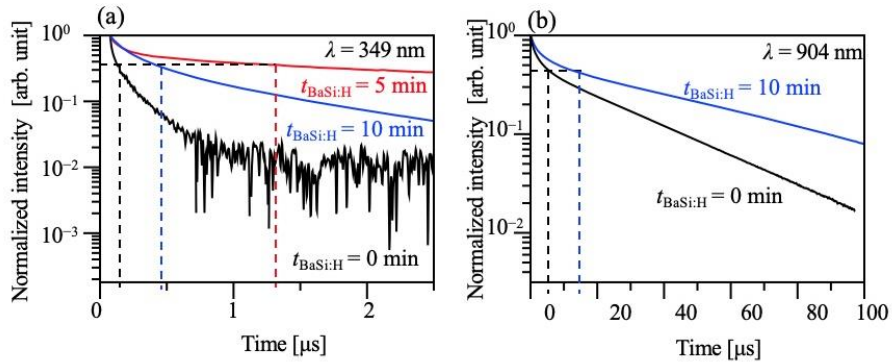 (a)
λ = 349 nm
t_BaSi:H = 5 min
t_BaSi:H = 10 min
t_BaSi:H = 0 min
Normalized intensity [arb. unit]
10⁰
10⁻¹
10⁻²
10⁻³
0 1 2
Time [μs]
(b)
λ = 904 nm
t_BaSi:H = 10 min
t_BaSi:H = 0 min
Normalized intensity [arb. unit]
10⁰
10⁻¹
10⁻²
0 20 40 60 80 100
Time [μs]